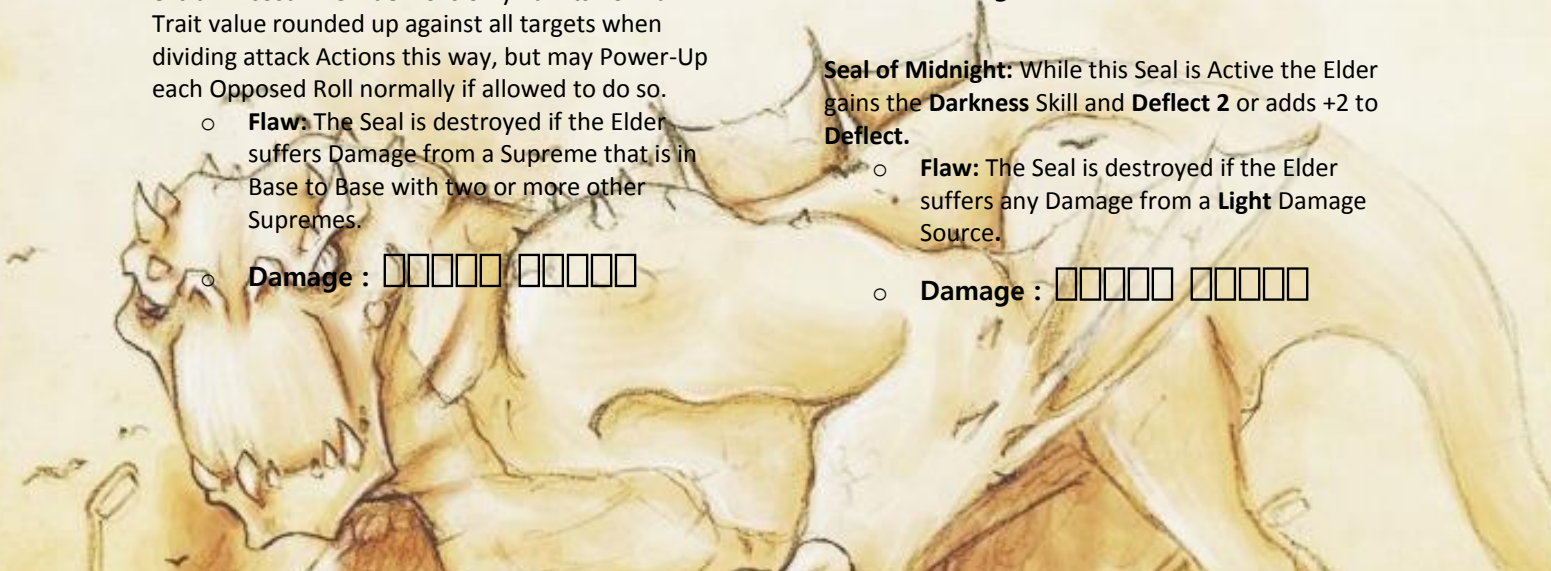 Trait value rounded up against all targets when
dividing attack Actions this way, but may Power-Up
each Opposed Roll normally if allowed to do so.
o Flaw: The Seal is destroyed if the Elder
suffers Damage from a Supreme that is in
Base to Base with two or more other
Supremes.
o Damage : □□□□□ □□□□□
Seal of Midnight: While this Seal is Active the Elder
gains the Darkness Skill and Deflect 2 or adds +2 to
Deflect.
o Flaw: The Seal is destroyed if the Elder
suffers any Damage from a Light Damage
Source.
o Damage : □□□□□ □□□□□